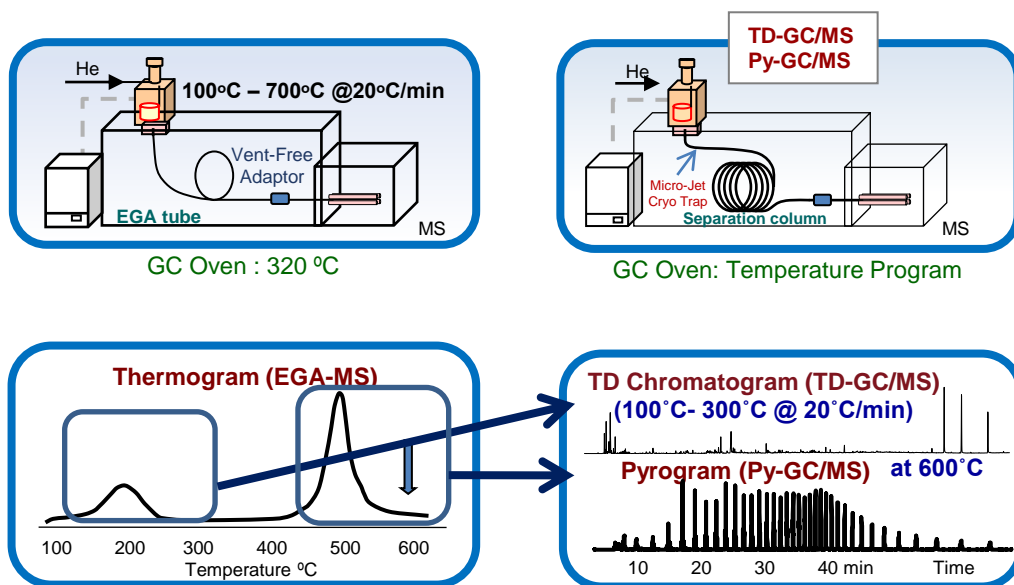 He
100ºC – 700ºC @20ºC/min
Vent-Free
Adaptor
EGA tube
MS
GC Oven : 320 ºC
TD-GC/MS
Py-GC/MS
He
Micro-Jet
Cryo Trap
Separation column
MS
GC Oven: Temperature Program
Thermogram (EGA-MS)
100 200 300 400 500 600
Temperature ºC
TD Chromatogram (TD-GC/MS)
(100˚C- 300˚C @ 20˚C/min)
Pyrogram (Py-GC/MS) at 600˚C
10 20 30 40 min Time